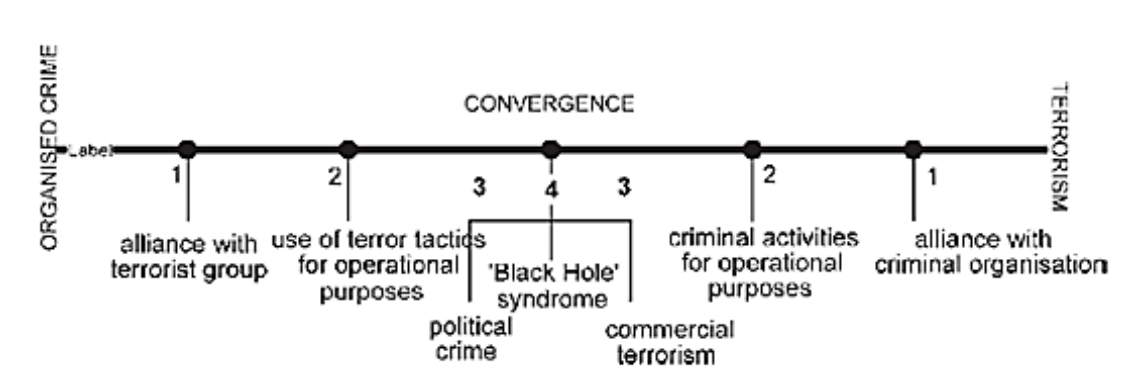 ORGANISED CRIME
CONVERGENCE
TERRORISM
Label
1
2
3
4
3
2
1
alliance with
terrorist group
use of terror tactics
for operational
purposes
political
crime
'Black Hole'
syndrome
commercial
terrorism
criminal activities
for operational
purposes
alliance with
criminal organisation